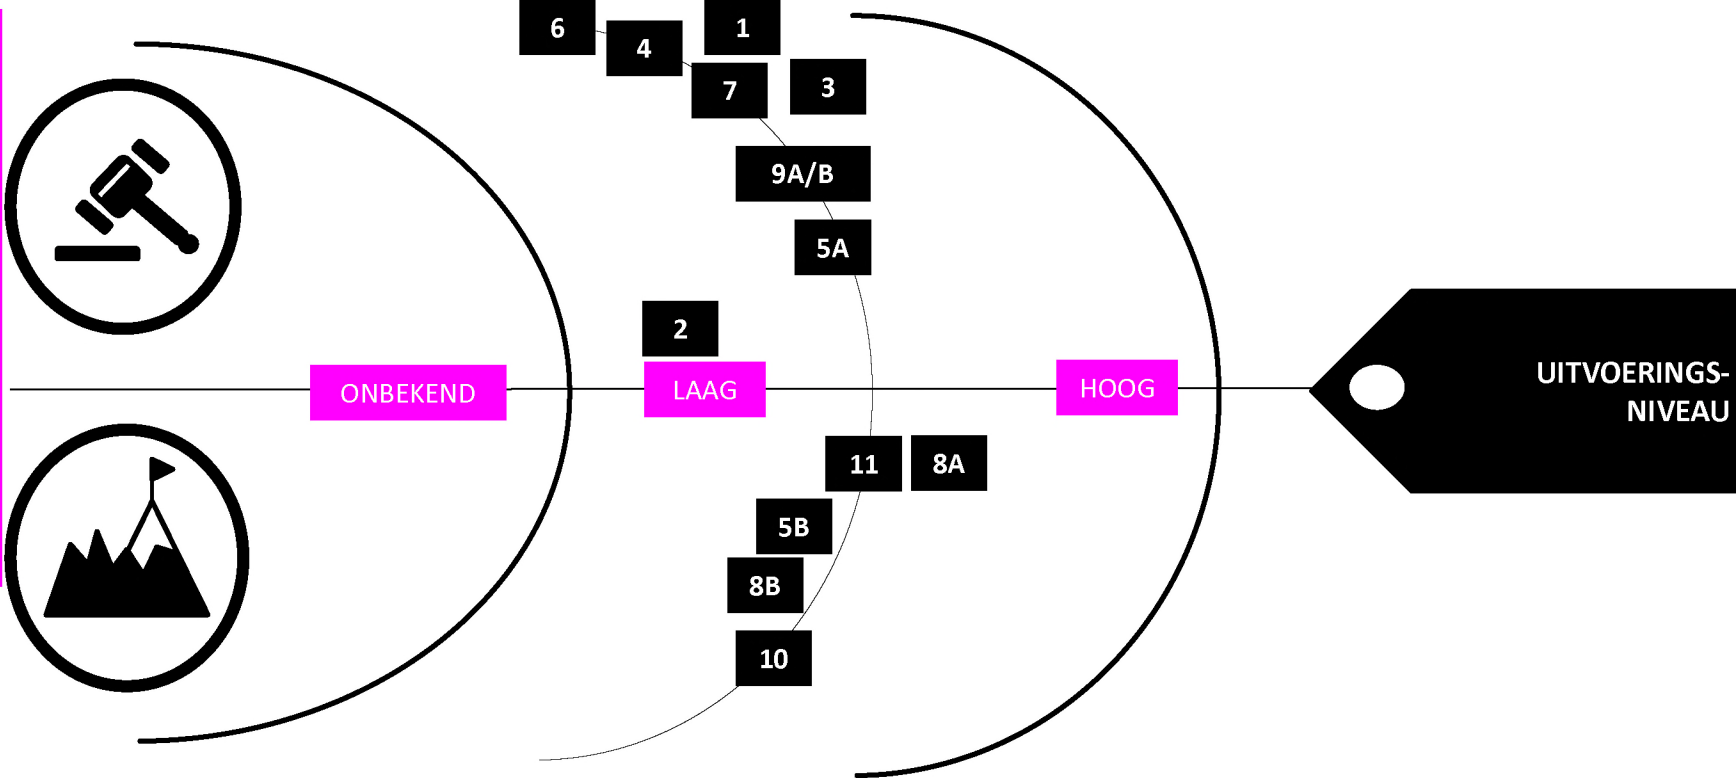 6
4
1
7
3
9A/B
5A
2
ONBEKEND
LAAG
HOOG
UITVOERINGS-
NIVEAU
11
8A
5B
8B
10